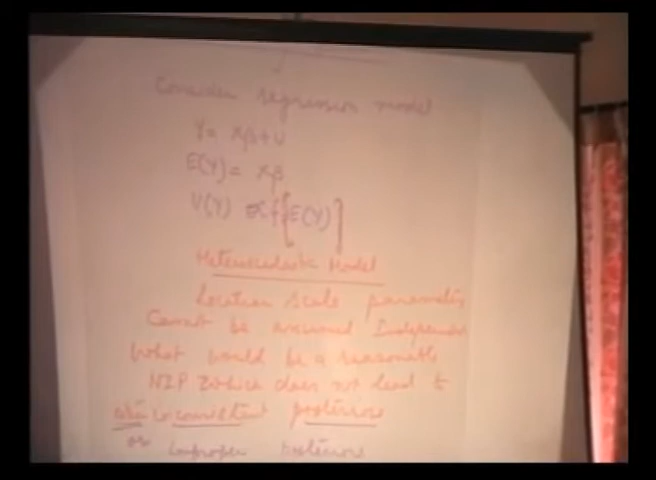 Consider regression model
Y = Xβ + U
E(Y) = Xβ
V(Y) ∝ f[E(Y)]
Heteroscedastic Model
Location Scale parameters
Cannot be assumed Independent
What would be a reasonable
NIP which does not lead to
inconsistent posteriors
or improper posteriors